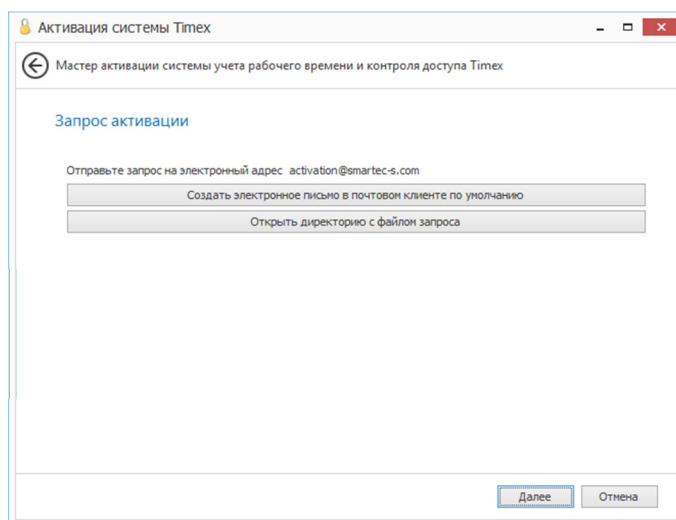 Активация системы Timex
Мастер активации системы учета рабочего времени и контроля доступа Timex
Запрос активации
Отправьте запрос на электронный адрес activation@smartec-s.com
Создать электронное письмо в почтовом клиенте по умолчанию
Открыть директорию с файлом запроса
Далее Отмена